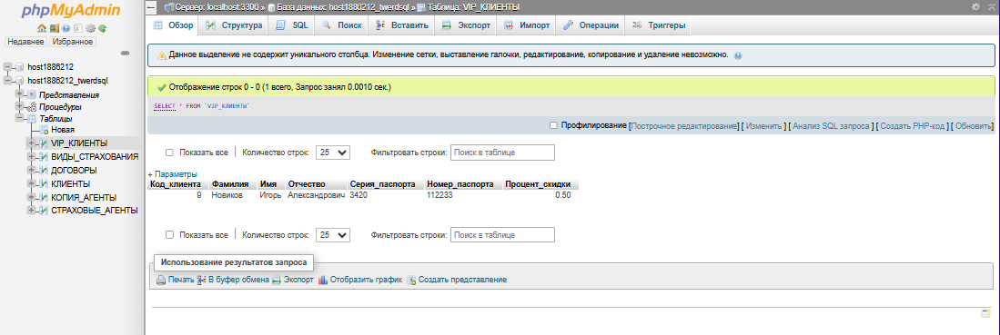 phpMyAdmin
Недавнее Избранное
host1886212
host1886212_twerdsql
Представления
Процедуры
Таблицы
Новая
VIP_КЛИЕНТЫ
ВИДЫ_СТРАХОВАНИЯ
ДОГОВОРЫ
КЛИЕНТЫ
КОПИЯ_АГЕНТЫ
СТРАХОВЫЕ_АГЕНТЫ
Сервер: localhost:3306 » База данных: host1886212_twerdsql » Таблица: VIP_КЛИЕНТЫ
Обзор Структура SQL Поиск Вставить Экспорт Импорт Операции Триггеры
Данное выделение не содержит уникального столбца. Изменение сетки, выставление галочки, редактирование, копирование и удаление невозможно.
Отображение строк 0 - 0 (1 всего, Запрос занял 0.0010 сек.)
SELECT * FROM `VIP_КЛИЕНТЫ`
Профилирование [Построчное редактирование] [ Изменить ] [ Анализ SQL запроса ] [ Создать PHP-код ] [ Обновить]
Показать все | Количество строк: 25 Фильтровать строки: Поиск в таблице
+ Параметры
Код_клиента Фамилия Имя Отчество Серия_паспорта Номер_паспорта Процент_скидки
9 Новиков Игорь Александрович 3420 112233 0.50
Показать все | Количество строк: 25 Фильтровать строки: Поиск в таблице
Использование результатов запроса
Печать В буфер обмена Экспорт Отобразить график Создать представление